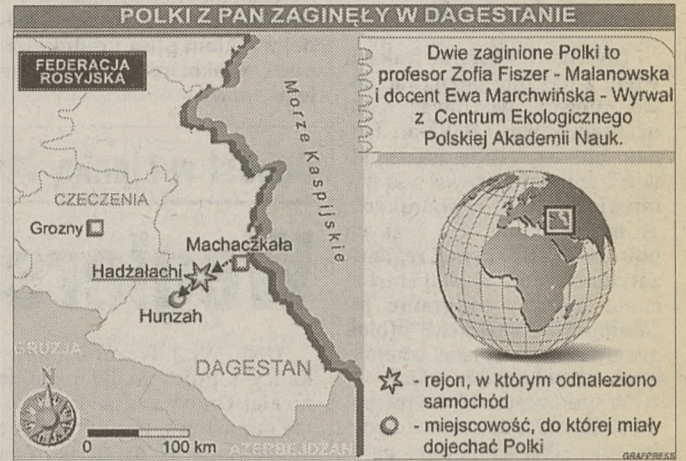 POLKI Z PAN ZAGINĘŁY W DAGESTANIE
FEDERACJA
ROSYJSKA
Morze Kaspijskie
CZECZENIA
Grozny
Machaczkała
Hadżałachi
Hunzah
GRUZJA
DAGESTAN
N
0 100 km
AZERBEJDŻAN
Dwie zaginione Polki to
profesor Zofia Fiszer - Malanowska
i docent Ewa Marchwińska - Wyrwał
z Centrum Ekologicznego
Polskiej Akademii Nauk.
- rejon, w którym odnaleziono
samochód
- miejscowość, do której miały
dojechać Polki
GRAFPRESS